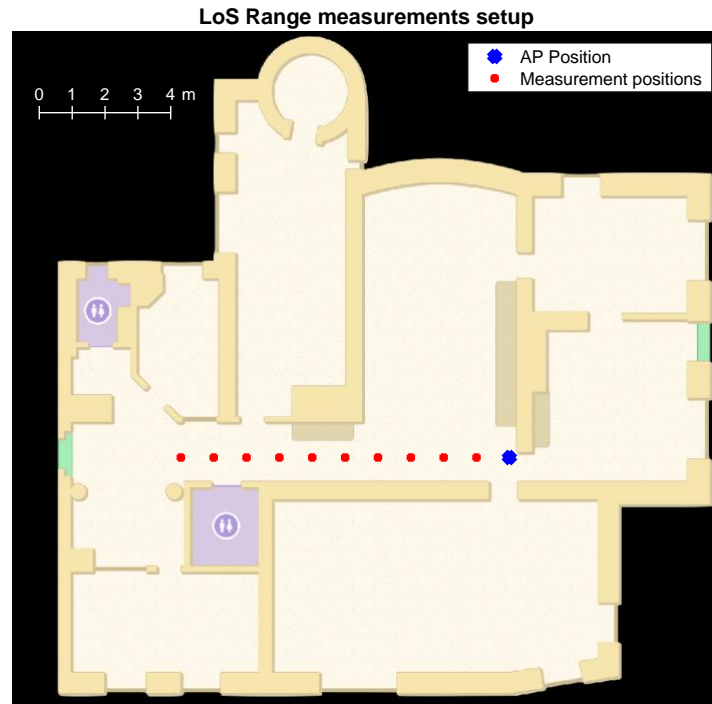 LoS Range measurements setup
AP Position
Measurement positions
0 1 2 3 4 m